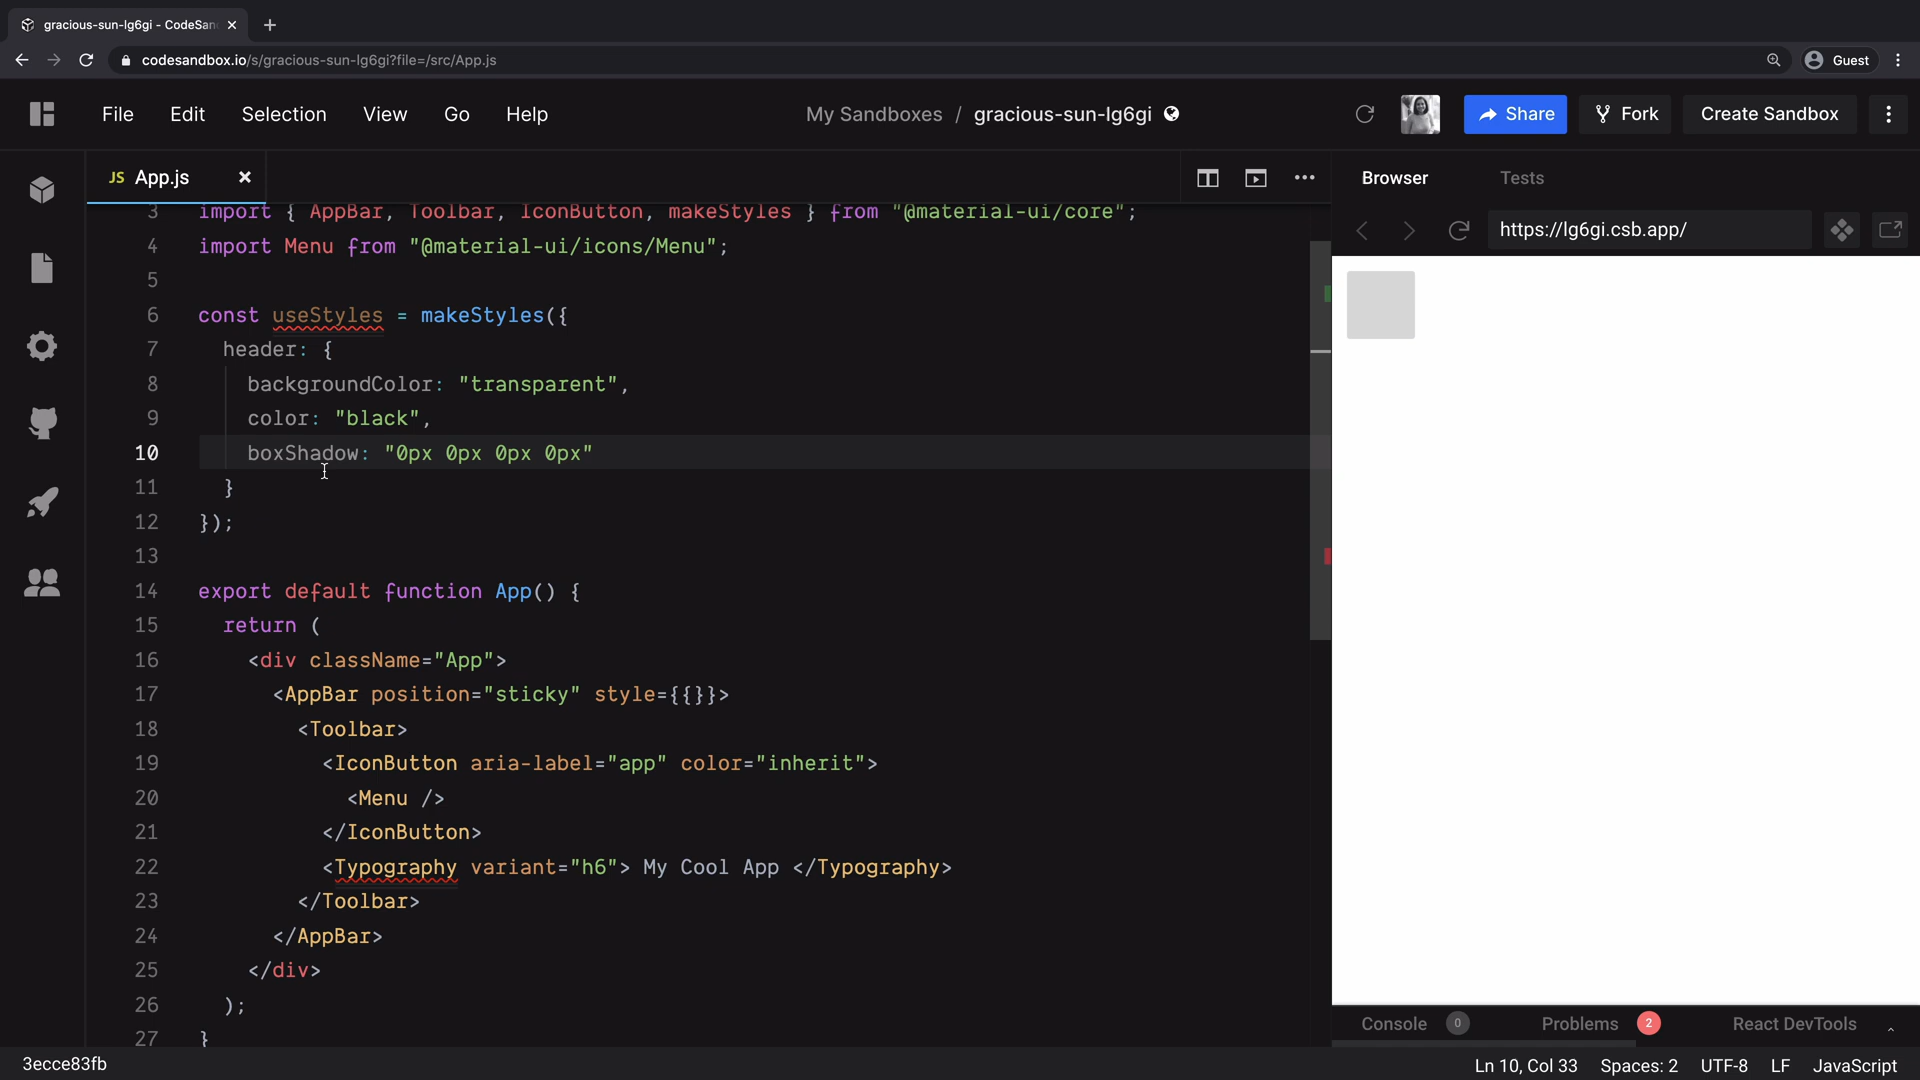 gracious-sun-lg6gi - CodeSan
codesandbox.io/s/gracious-sun-lg6gi?file=/src/App.js
Guest
File Edit Selection View Go Help
My Sandboxes / gracious-sun-lg6gi
Share
Fork
Create Sandbox
JS App.js
Browser
Tests
https://lg6gi.csb.app/
3 import { AppBar, Toolbar, IconButton, makeStyles } from "@material-ui/core";
4 import Menu from "@material-ui/icons/Menu";
5
6 const useStyles = makeStyles({
7 header: {
8 backgroundColor: "transparent",
9 color: "black",
10 boxShadow: "0px 0px 0px 0px"
11 }
12 });
13
14 export default function App() {
15 return (
16 <div className="App">
17 <AppBar position="sticky" style={{}}>
18 <Toolbar>
19 <IconButton aria-label="app" color="inherit">
20 <Menu />
21 </IconButton>
22 <Typography variant="h6"> My Cool App </Typography>
23 </Toolbar>
24 </AppBar>
25 </div>
26 );
27 }
Console 0
Problems 2
React DevTools
3ecce83fb
Ln 10, Col 33 Spaces: 2 UTF-8 LF JavaScript